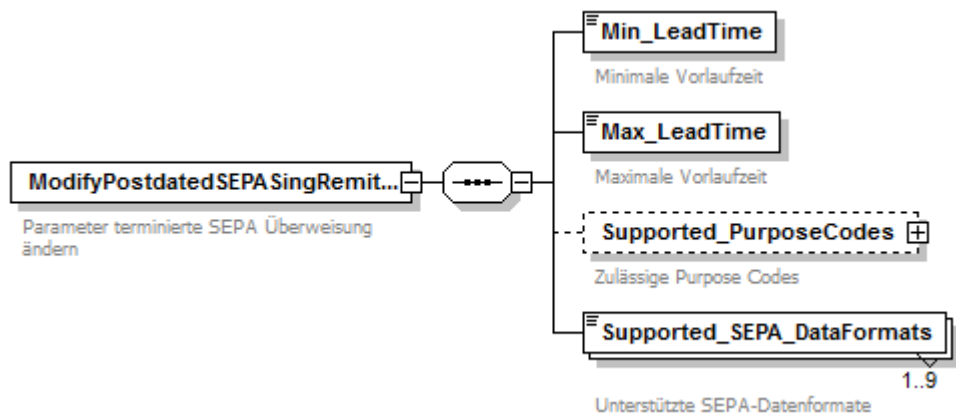 Min_LeadTime
Minimale Vorlaufzeit
Max_LeadTime
Maximale Vorlaufzeit
ModifyPostdatedSEPASingRemit...
Parameter terminierte SEPA Überweisung
ändern
Supported_PurposeCodes
Zulässige Purpose Codes
Supported_SEPA_DataFormats
1..9
Unterstützte SEPA-Datenformate